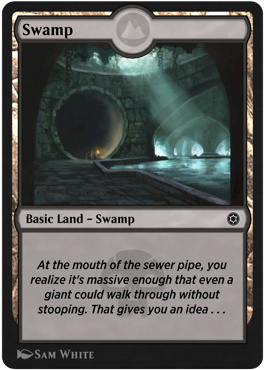 Swamp
Basic Land – Swamp
At the mouth of the sewer pipe, you
realize it's massive enough that even a
giant could walk through without
stooping. That gives you an idea . . .
Sam White